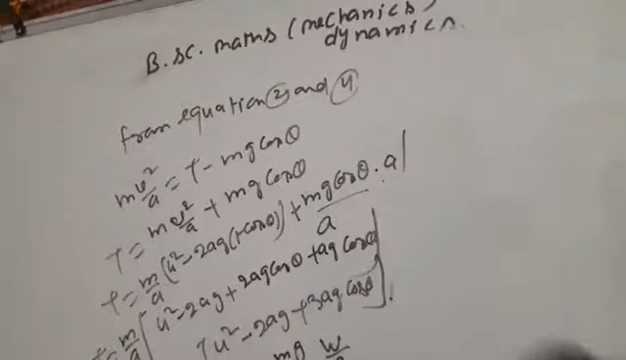 B.SC. maths (mechanics)
dynamics.
from equation ② and ④
mv²/a = T - mg cosθ
T = mv²/a + mg cosθ
T = m/a (u² - 2ag(1-cosθ)) + mg cosθ . a / a
T = m/a [u² - 2ag + 2ag cosθ + ag cosθ]
[u² - 2ag + 3ag cosθ].